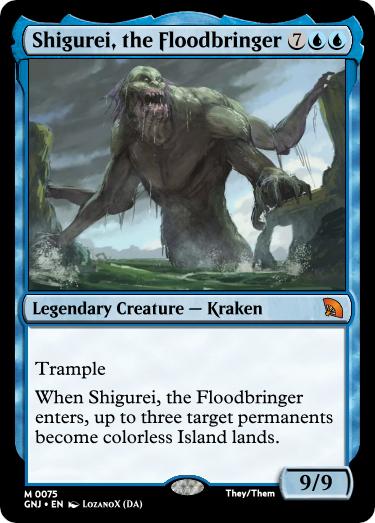 Shigurei, the Floodbringer 7
Legendary Creature — Kraken
Trample
When Shigurei, the Floodbringer
enters, up to three target permanents
become colorless Island lands.
9/9
M 0075
GNJ • EN LozanoX (DA)
They/Them